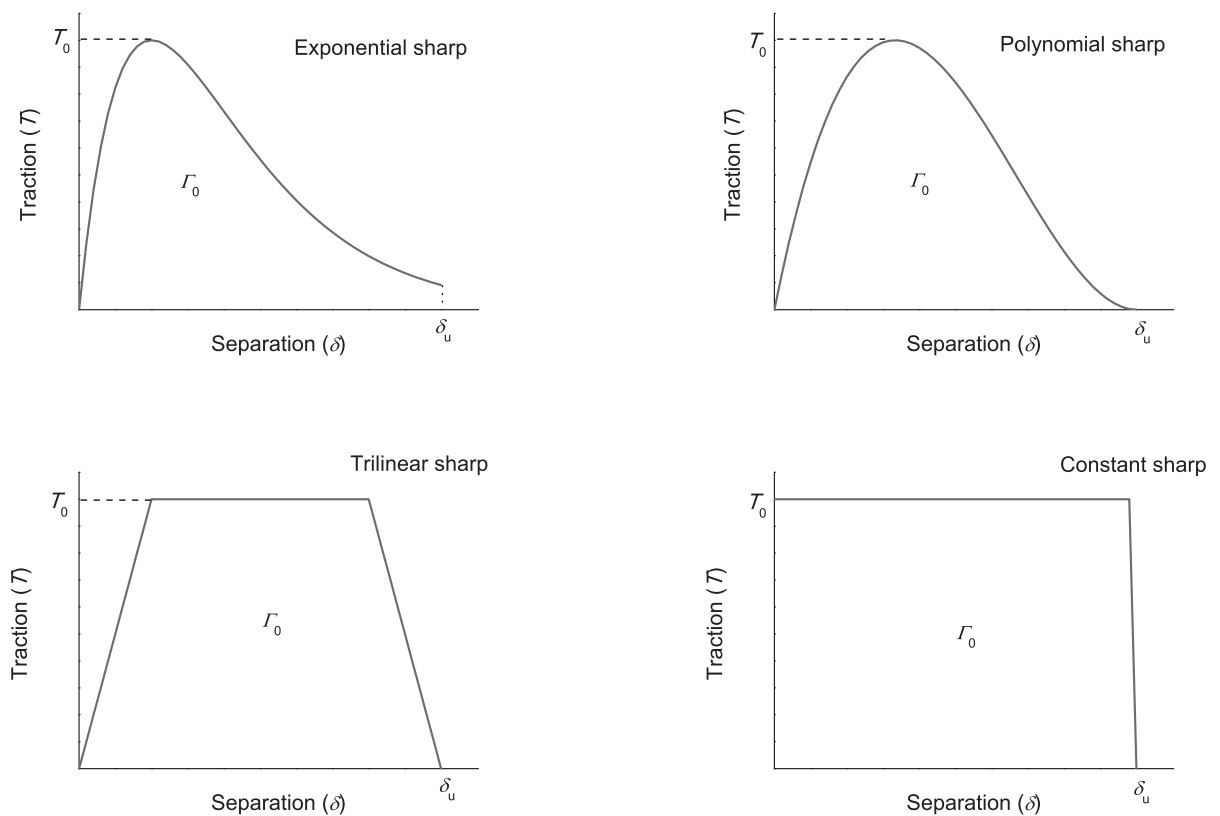 Exponential sharp
T0
Traction (T)
Γ0
δu
Separation (δ)
Polynomial sharp
T0
Traction (T)
Γ0
δu
Separation (δ)
Trilinear sharp
T0
Traction (T)
Γ0
δu
Separation (δ)
Constant sharp
T0
Traction (T)
Γ0
δu
Separation (δ)